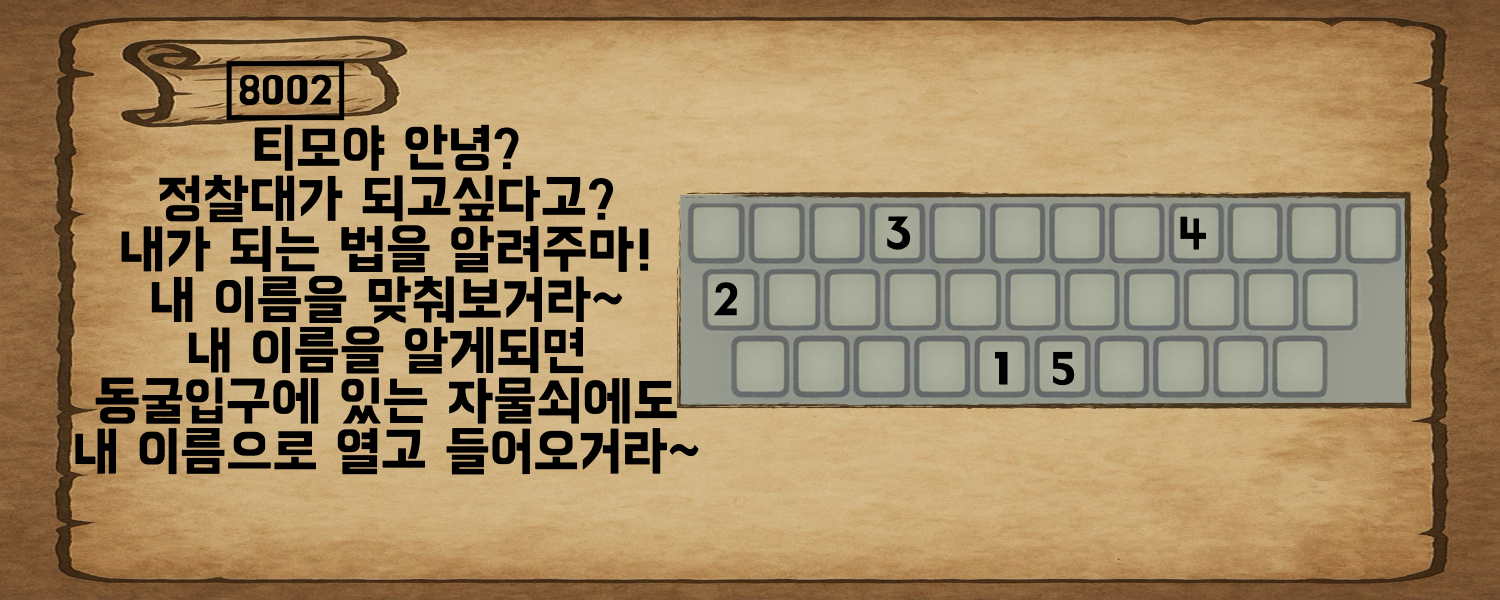 8002
티모야 안녕?
정찰대가 되고싶다고?
내가 되는 법을 알려주마!
내 이름을 맞춰보거라~
내 이름을 알게되면
동굴입구에 있는 자물쇠에도
내 이름으로 열고 들어오거라~
3 4
2
1 5